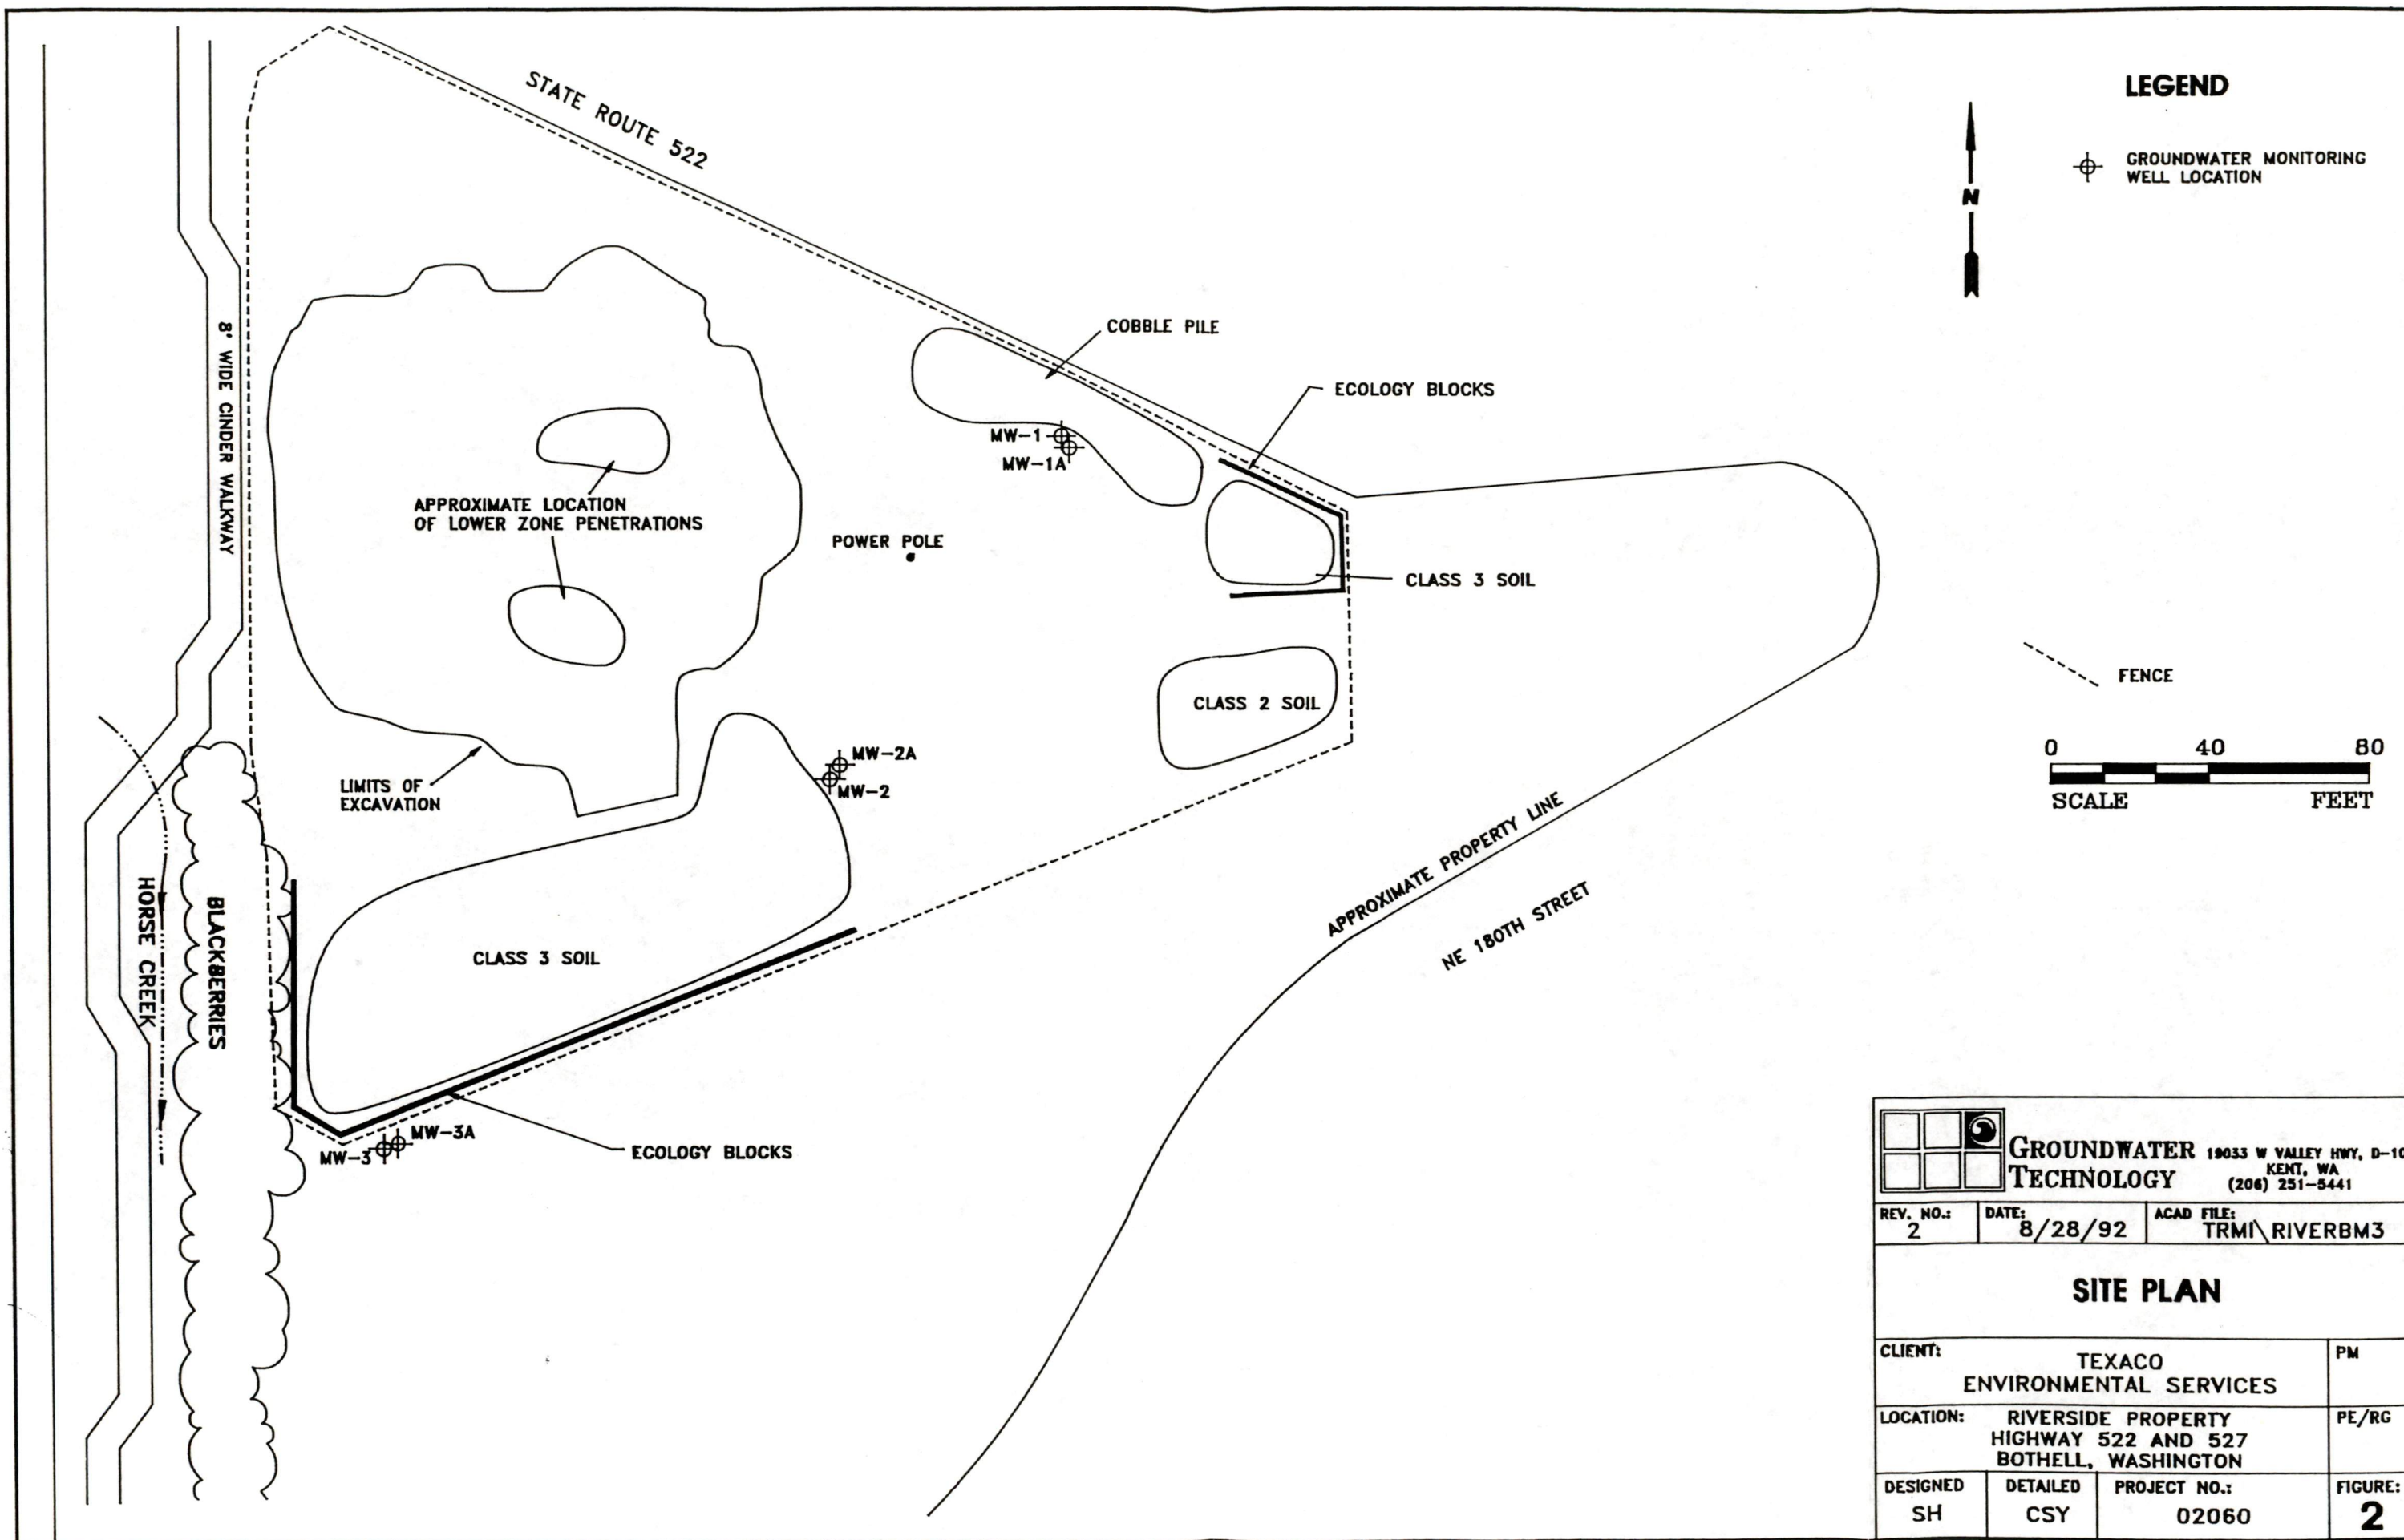 STATE ROUTE 522
LEGEND
N
GROUNDWATER MONITORING
WELL LOCATION
8' WIDE CINDER WALKWAY
COBBLE PILE
ECOLOGY BLOCKS
MW-1
MW-1A
APPROXIMATE LOCATION
OF LOWER ZONE PENETRATIONS
POWER POLE
CLASS 3 SOIL
FENCE
CLASS 2 SOIL
0 40 80
SCALE FEET
MW-2A
MW-2
LIMITS OF
EXCAVATION
APPROXIMATE PROPERTY LINE
NE 180TH STREET
HORSE CREEK
BLACKBERRIES
CLASS 3 SOIL
MW-3A
MW-3
ECOLOGY BLOCKS
GROUNDWATER
TECHNOLOGY
19033 W VALLEY HWY, D-10
KENT, WA
(206) 251-5441
REV. NO.:
2
DATE:
8/28/92
ACAD FILE:
TRMI\RIVERBM3
SITE PLAN
CLIENT:
TEXACO
ENVIRONMENTAL SERVICES
PM
LOCATION:
RIVERSIDE PROPERTY
HIGHWAY 522 AND 527
BOTHELL, WASHINGTON
PE/RG
DESIGNED
SH
DETAILED
CSY
PROJECT NO.:
02060
FIGURE:
2